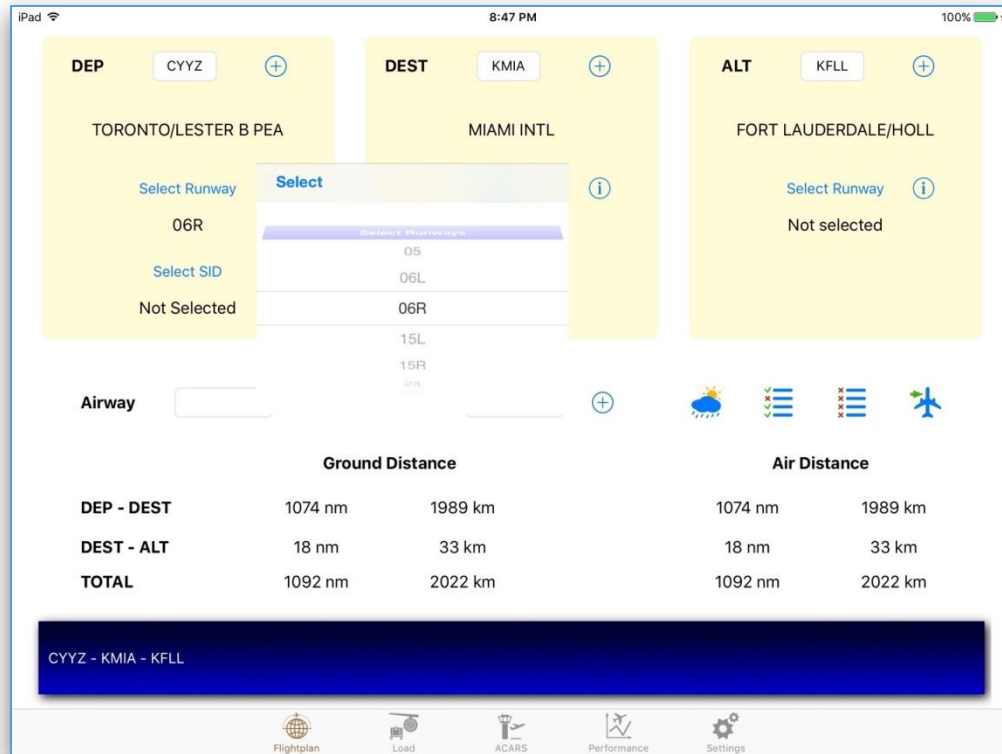 iPad 8:47 PM 100%
DEP CYYZ DEST KMIA ALT KFLL
TORONTO/LESTER B PEA MIAMI INTL FORT LAUDERDALE/HOLL
Select Runway Select Select Runway
06R Not selected
Select Runways
05
Select SID 06L
Not Selected 06R
15L
15R
23
Airway
Ground Distance Air Distance
DEP - DEST 1074 nm 1989 km 1074 nm 1989 km
DEST - ALT 18 nm 33 km 18 nm 33 km
TOTAL 1092 nm 2022 km 1092 nm 2022 km
CYYZ - KMIA - KFLL
Flightplan Load ACARS Performance Settings